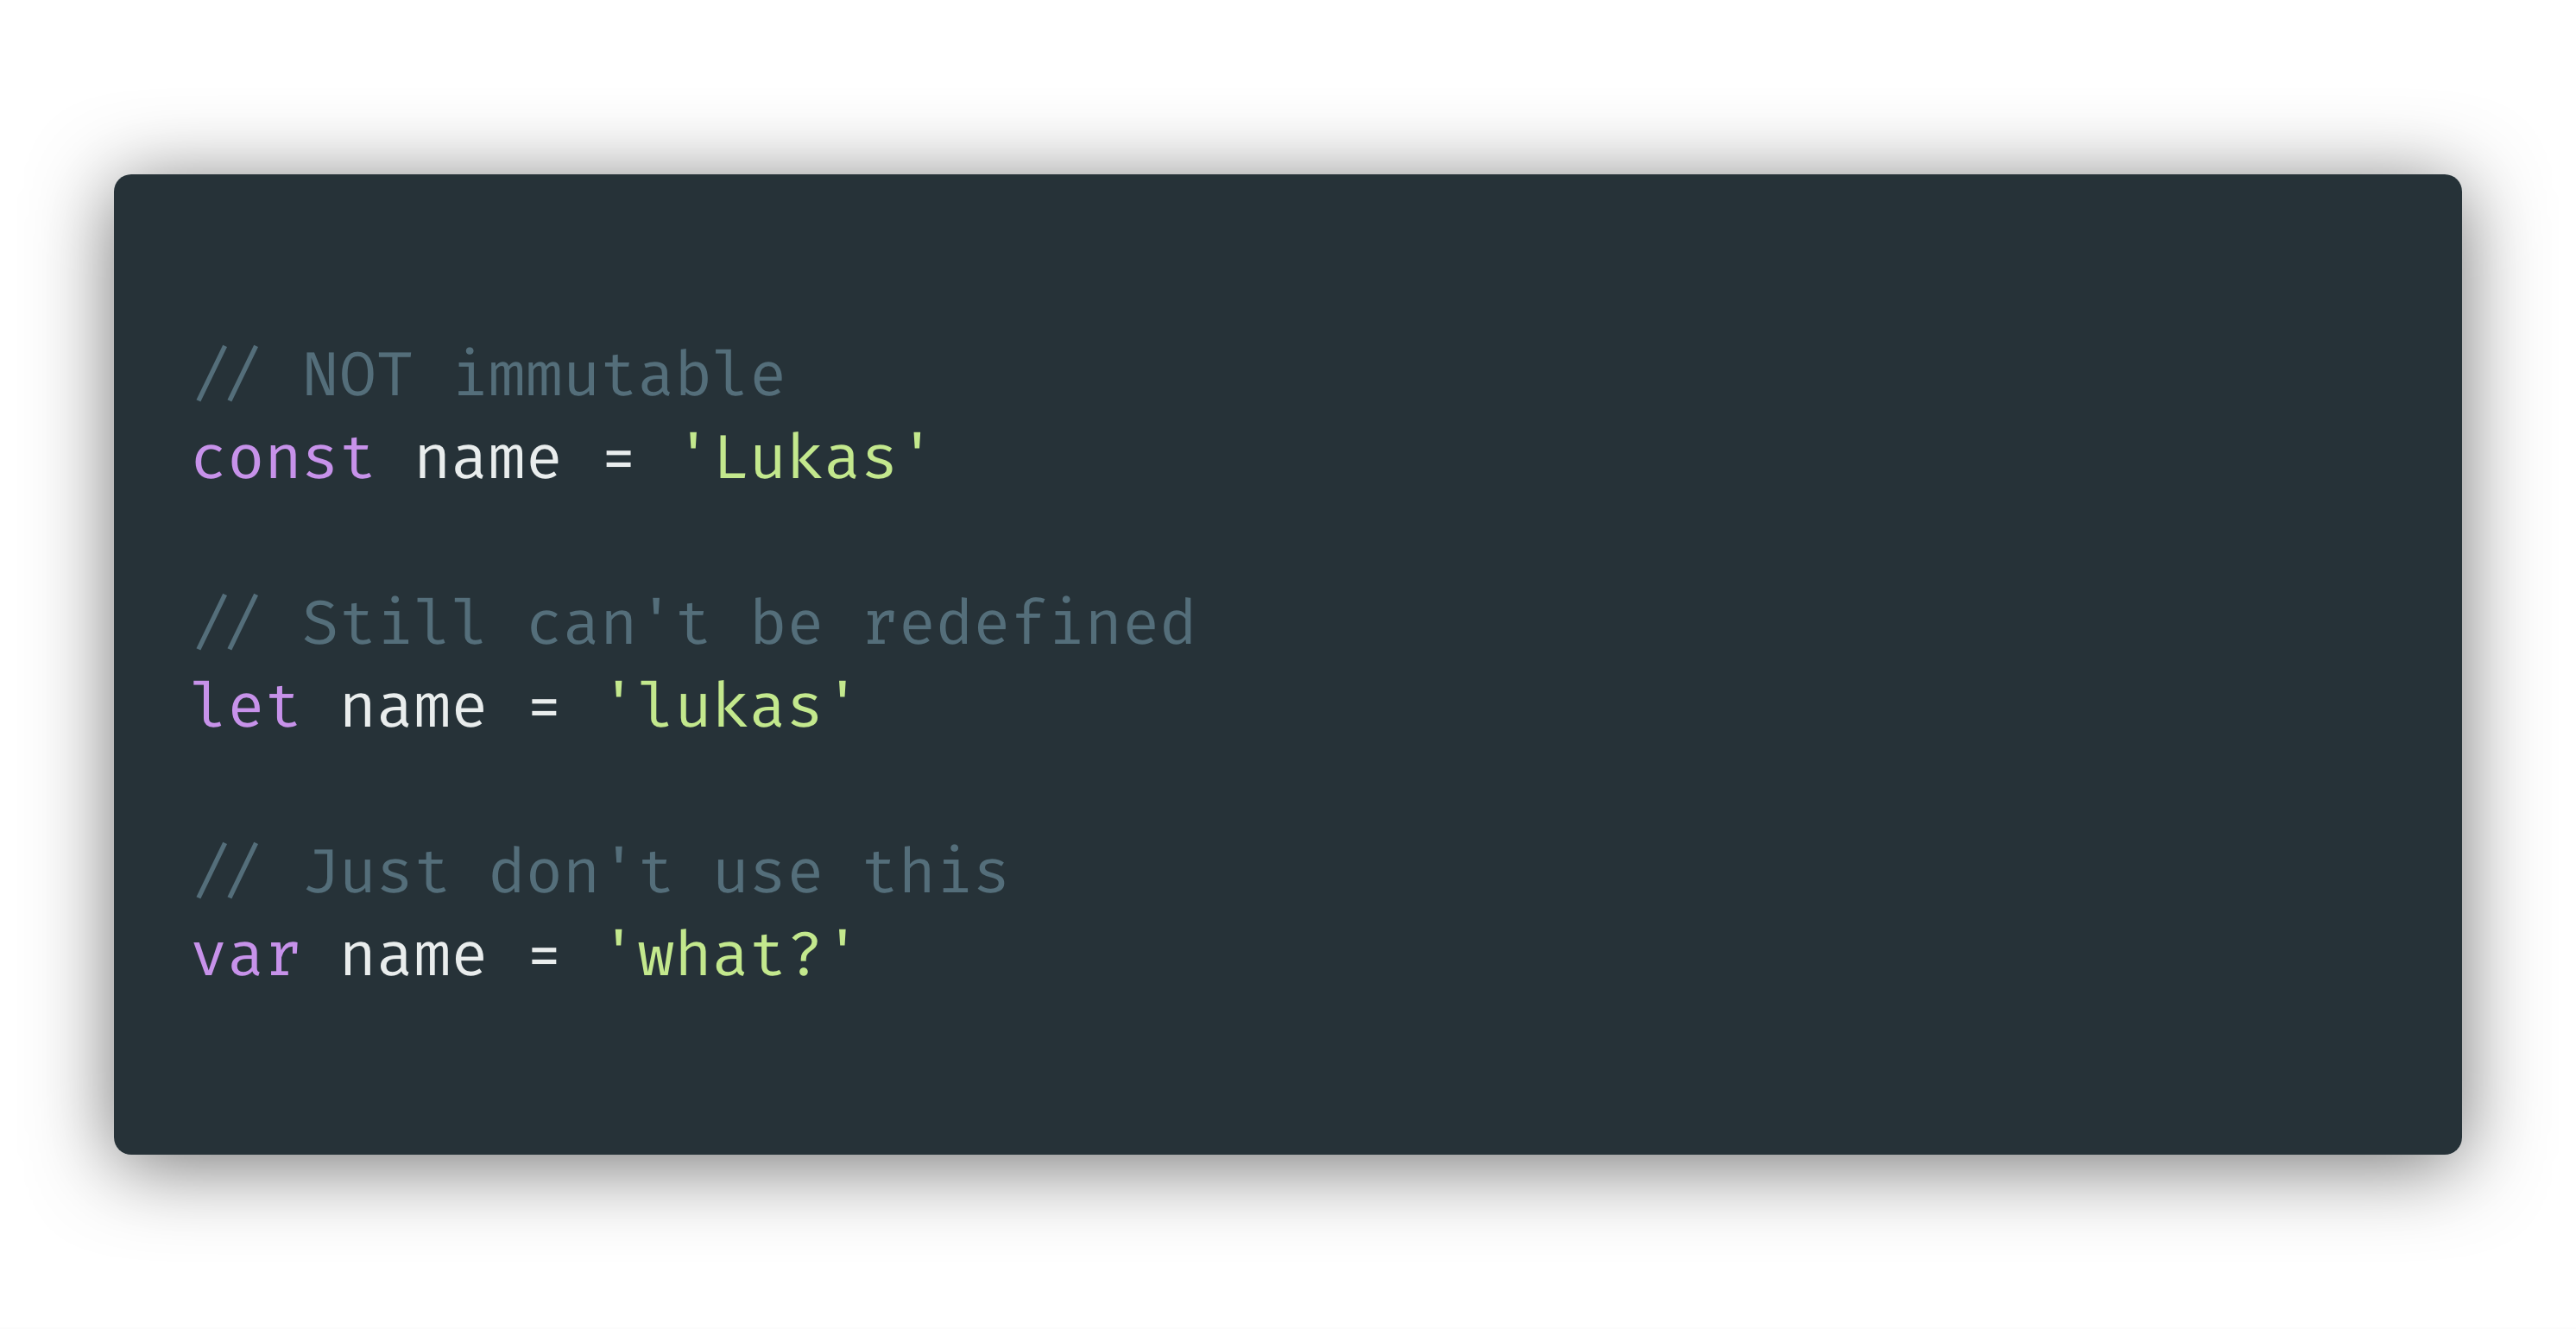 // NOT immutable
const name = 'Lukas'
// Still can't be redefined
let name = 'lukas'
// Just don't use this
var name = 'what?'